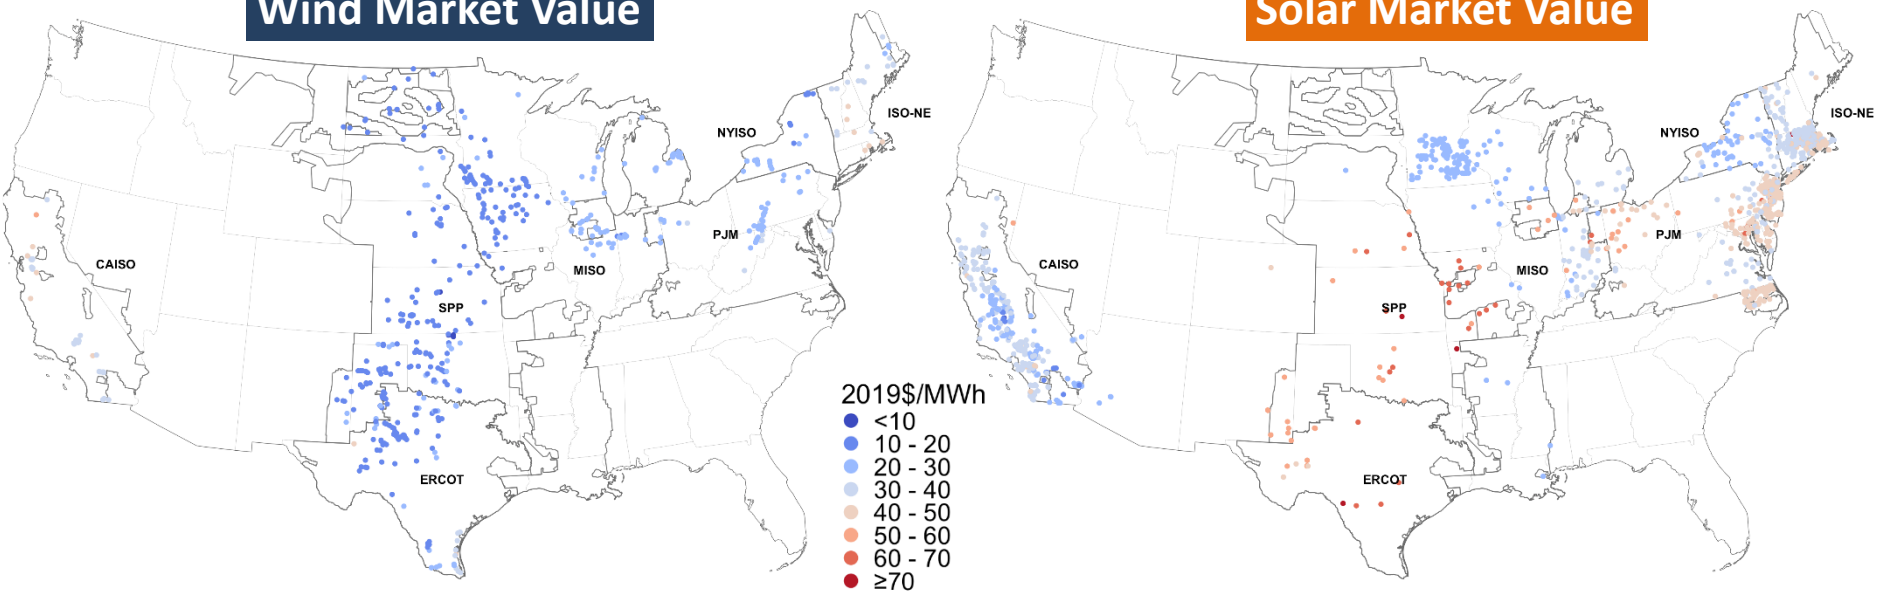 Wind Market Value
Solar Market Value
ISO-NE
NYISO
PJM
MISO
CAISO
SPP
ERCOT
ISO-NE
NYISO
PJM
MISO
CAISO
SPP
ERCOT
2019$/MWh
<10
10 - 20
20 - 30
30 - 40
40 - 50
50 - 60
60 - 70
≥70